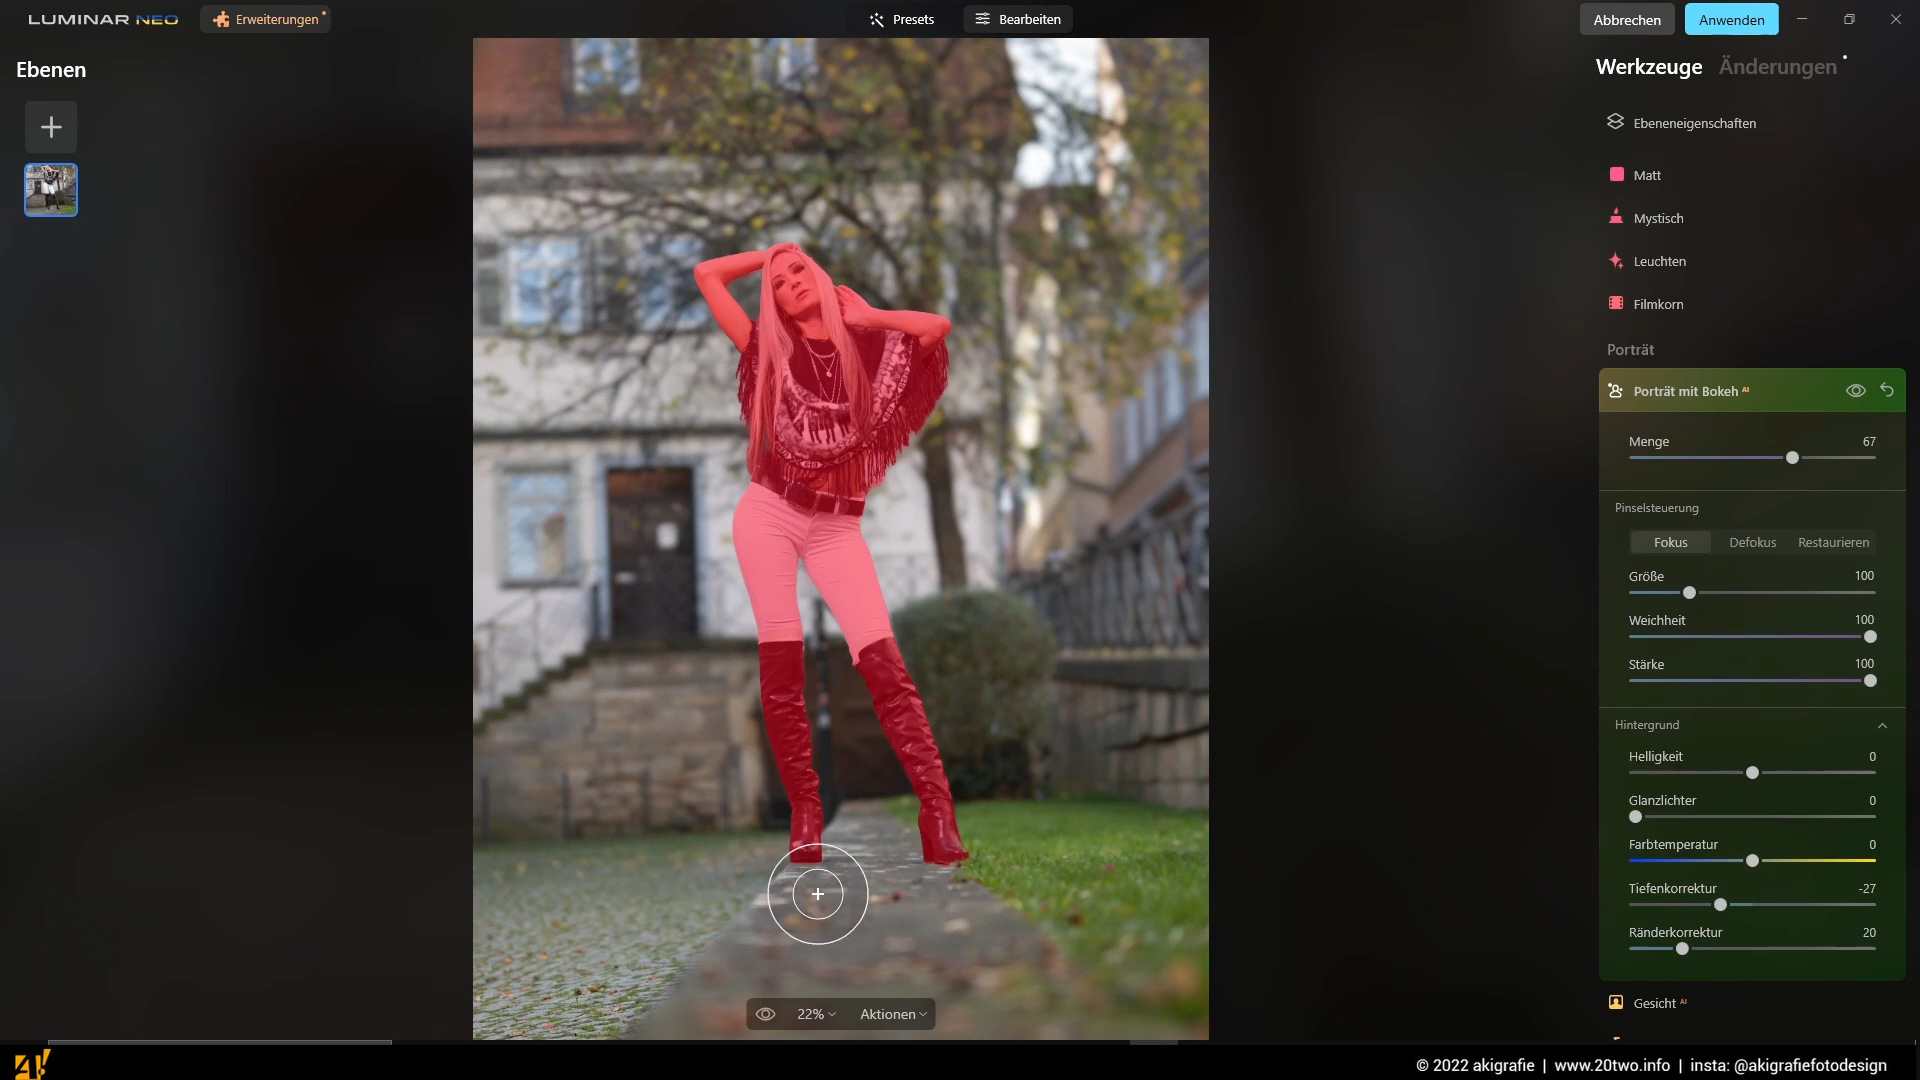 LUMINAR NEO
Erweiterungen
Presets
Bearbeiten
Abbrechen
Anwenden
Ebenen
Werkzeuge Änderungen
Ebeneneigenschaften
Matt
Mystisch
Leuchten
Filmkorn
Porträt
Porträt mit Bokeh AI
Menge 67
Pinselsteuerung
Fokus Defokus Restaurieren
Größe 100
Weichheit 100
Stärke 100
Hintergrund
Helligkeit 0
Glanzlichter 0
Farbtemperatur 0
Tiefenkorrektur -27
Ränderkorrektur 20
Gesicht AI
22% Aktionen
© 2022 akigrafie | www.20two.info | insta: @akigrafiefotodesign